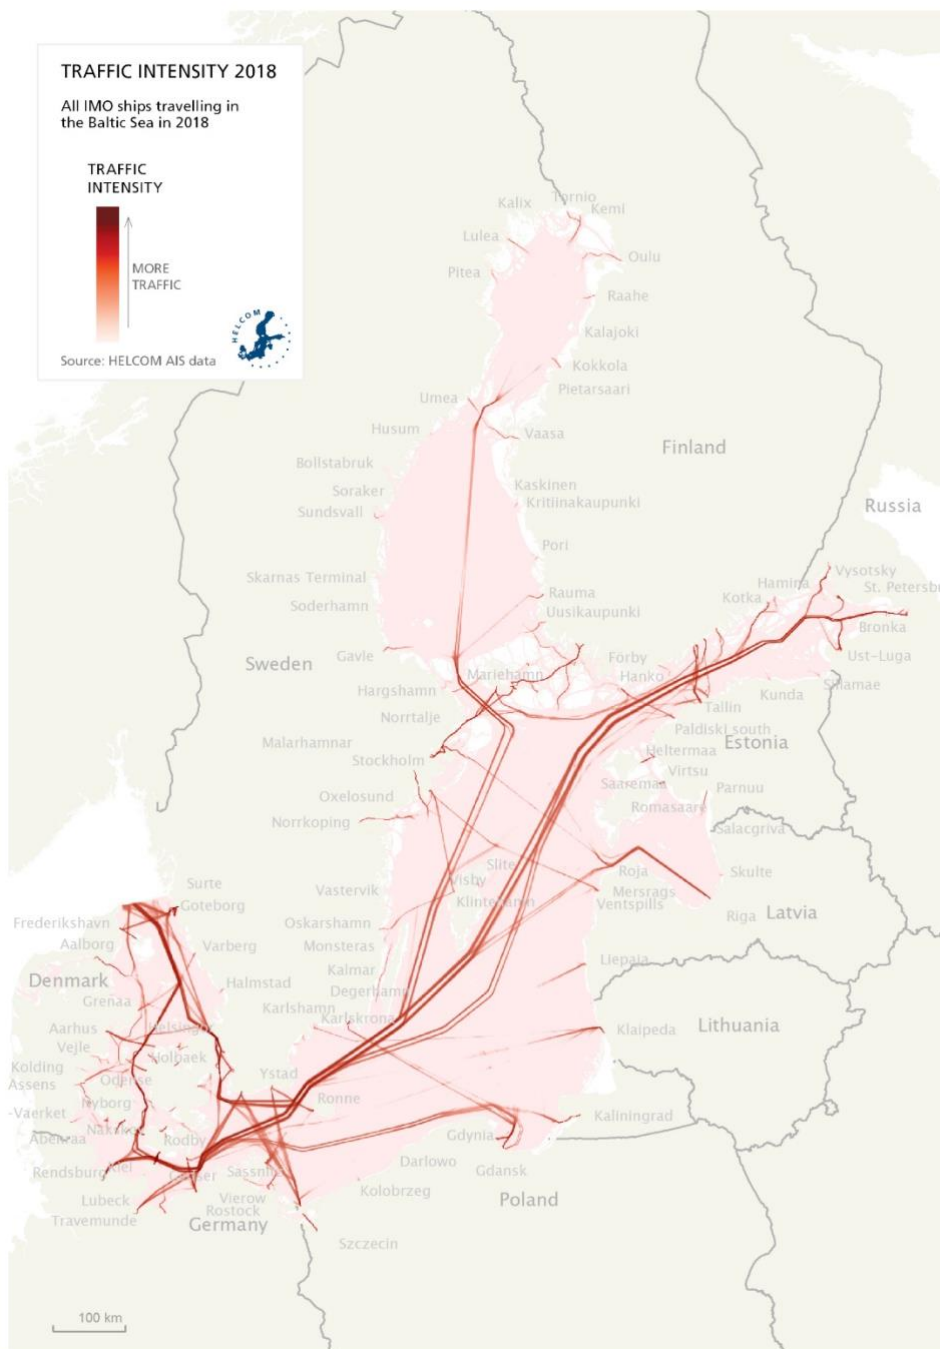 TRAFFIC INTENSITY 2018
All IMO ships travelling in
the Baltic Sea in 2018
TRAFFIC
INTENSITY
MORE
TRAFFIC
HELCOM
Source: HELCOM AIS data
Kalix
Tornio
Kemi
Lulea
Oulu
Pitea
Raahe
Kalajoki
Kokkola
Pietarsaari
Umea
Husum
Vaasa
Finland
Bollstabruk
Soraker
Kaskinen
Kritiinakaupunki
Sundsvall
Russia
Pori
Skarnas Terminal
Hamina
Vysotsky
St. Petersb
Rauma
Kotka
Soderhamn
Uusikaupunki
Bronka
Gavle
Sweden
Förby
Ust-Luga
Mariehamn
Hanko
Sillamae
Hargshamn
Kunda
Norrtalje
Tallin
Paldiski south
Malarhamnar
Estonia
Heltermaa
Stockholm
Virtsu
Saaremaa
Parnuu
Oxelosund
Romasaare
Norrkoping
Salacgriva
Slite
Roja
Skulte
Surte
Visby
Mersrags
Vastervik
Goteborg
Klintehamn
Ventspills
Riga
Latvia
Frederikshavn
Oskarshamn
Aalborg
Varberg
Monsteras
Liepaja
Kalmar
Denmark
Halmstad
Degerhamn
Grenaa
Karlshamn
Karlskrona
Aarhus
Helsingor
Klaipeda
Lithuania
Vejle
Holbaek
Kolding
Ystad
Assens
Odense
Ronne
Nyborg
-Vaerket
Kaliningrad
Nakskov
Gdynia
Abenraa
Rodby
Darlowo
Rendsburg
Kiel
Gedser
Sassnitz
Gdansk
Kolobrzeg
Poland
Lubeck
Vierow
Rostock
Travemunde
Germany
Szczecin
100 km